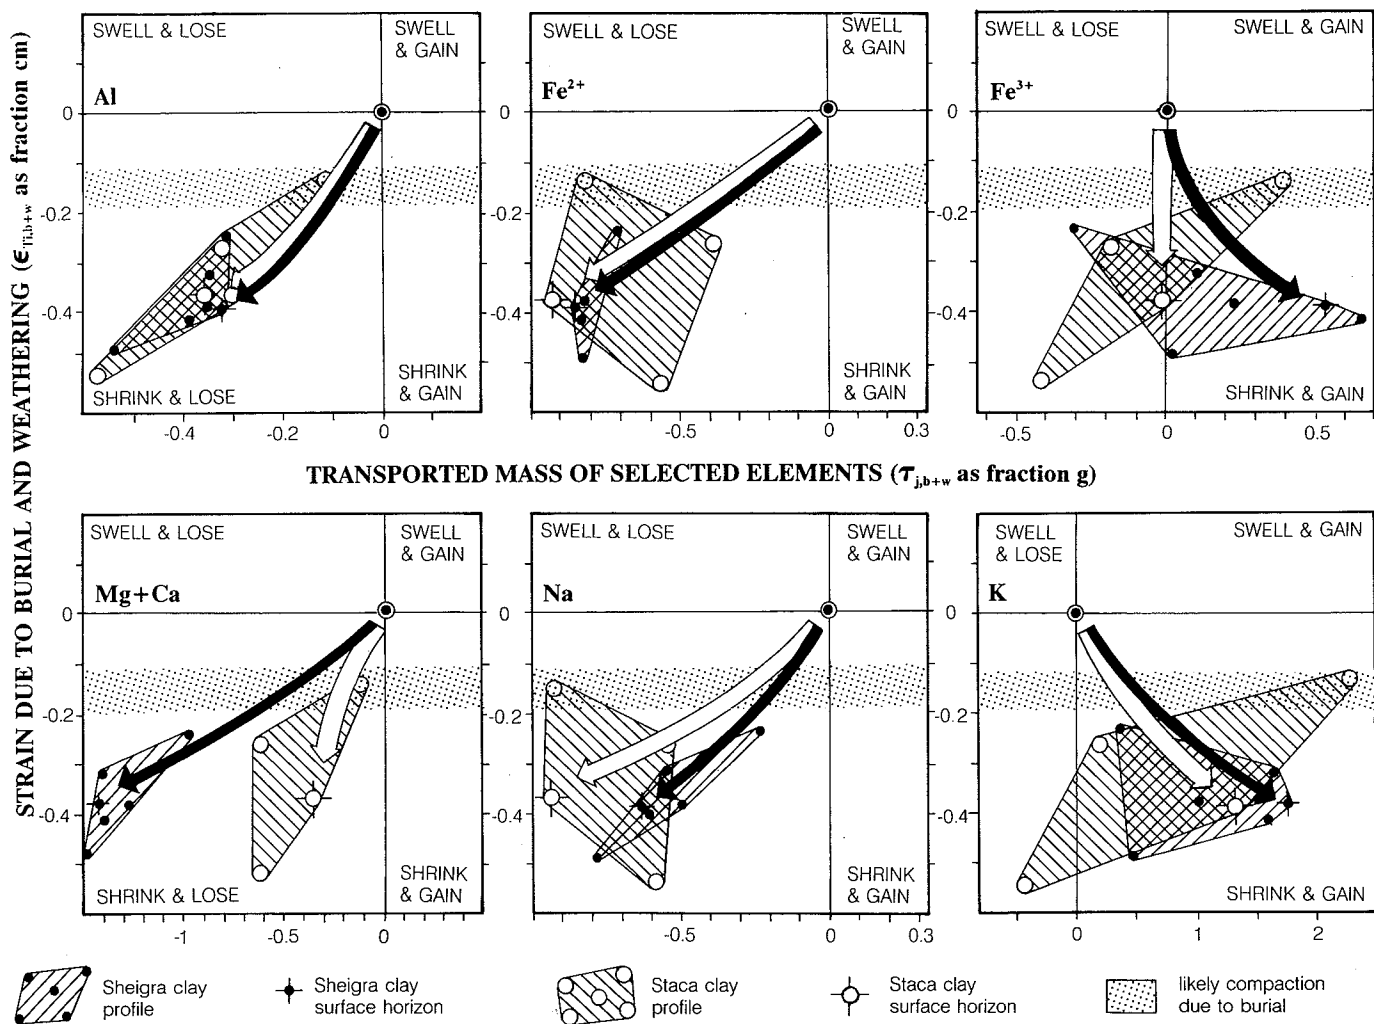 STRAIN DUE TO BURIAL AND WEATHERING (ϵTi,b+w as fraction cm)
SWELL & LOSE
SWELL
& GAIN
Al
0
-0.2
-0.4
SHRINK & LOSE
SHRINK
& GAIN
-0.4
-0.2
0
SWELL & LOSE
SWELL
& GAIN
Fe2+
0
-0.2
-0.4
SHRINK
& GAIN
-0.5
0
0.3
SWELL & LOSE
SWELL & GAIN
Fe3+
0
-0.2
-0.4
SHRINK & GAIN
-0.5
0
0.5
TRANSPORTED MASS OF SELECTED ELEMENTS (τj,b+w as fraction g)
SWELL & LOSE
SWELL
& GAIN
Mg+Ca
0
-0.2
-0.4
SHRINK & LOSE
SHRINK
& GAIN
-1
-0.5
0
SWELL & LOSE
SWELL
& GAIN
Na
0
-0.2
-0.4
SHRINK
& GAIN
-0.5
0
0.3
SWELL
& LOSE
SWELL & GAIN
K
0
-0.2
-0.4
SHRINK & GAIN
0
1
2
Sheigra clay
profile
Sheigra clay
surface horizon
Staca clay
profile
Staca clay
surface horizon
likely compaction
due to burial